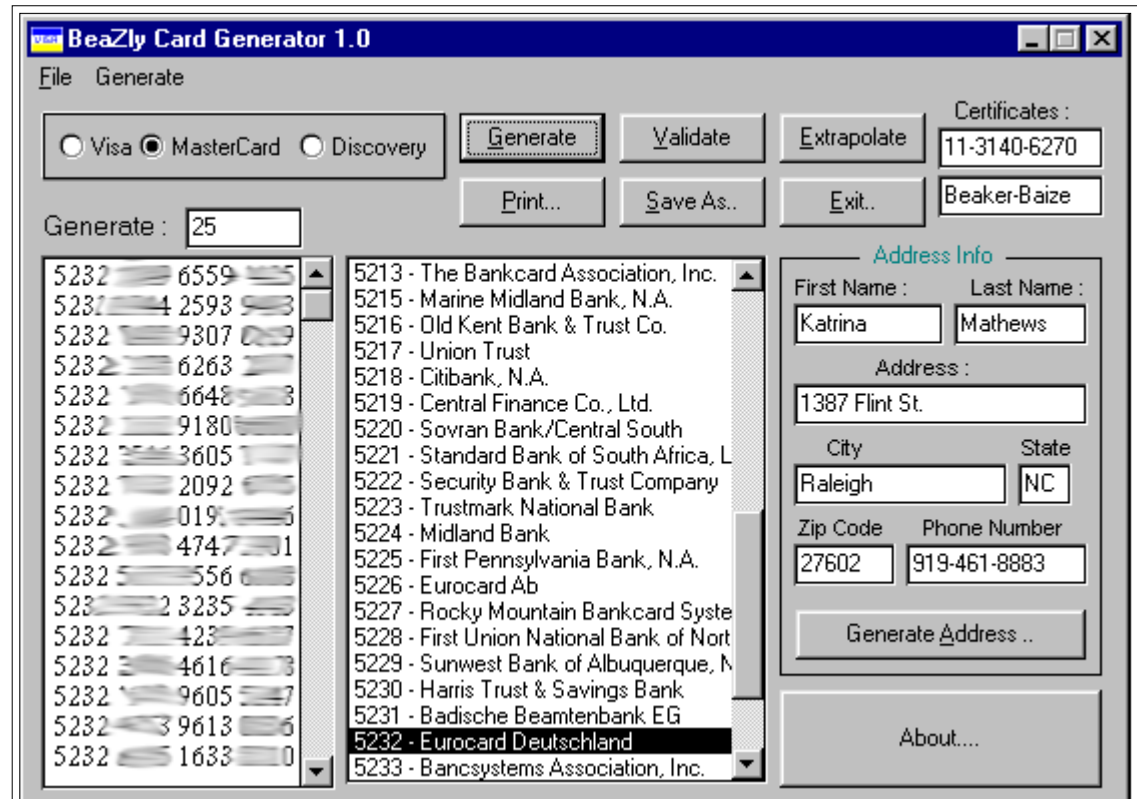 VISA BeaZly Card Generator 1.0
File Generate
Visa MasterCard Discovery
Generate Validate Extrapolate
Certificates :
11-3140-6270
Print... Save As.. Exit..
Beaker-Baize
Generate : 25
5232 6559
2593
5232 9307
5232 6263
5232 6648
5232 9180
5232 3605
5232 2092
5232
5232 4747
5232
3235
5232
5232 4616
5232 9605
5232 9613
5232 1633
5213 - The Bankcard Association, Inc.
5215 - Marine Midland Bank, N.A.
5216 - Old Kent Bank & Trust Co.
5217 - Union Trust
5218 - Citibank, N.A.
5219 - Central Finance Co., Ltd.
5220 - Sovran Bank/Central South
5221 - Standard Bank of South Africa, L
5222 - Security Bank & Trust Company
5223 - Trustmark National Bank
5224 - Midland Bank
5225 - First Pennsylvania Bank, N.A.
5226 - Eurocard Ab
5227 - Rocky Mountain Bankcard Syste
5228 - First Union National Bank of Nort
5229 - Sunwest Bank of Albuquerque, N
5230 - Harris Trust & Savings Bank
5231 - Badische Beamtenbank EG
5232 - Eurocard Deutschland
5233 - Bancsystems Association, Inc.
Address Info
First Name : Last Name :
Katrina Mathews
Address :
1387 Flint St.
City State
Raleigh NC
Zip Code Phone Number
27602 919-461-8883
Generate Address ..
About....